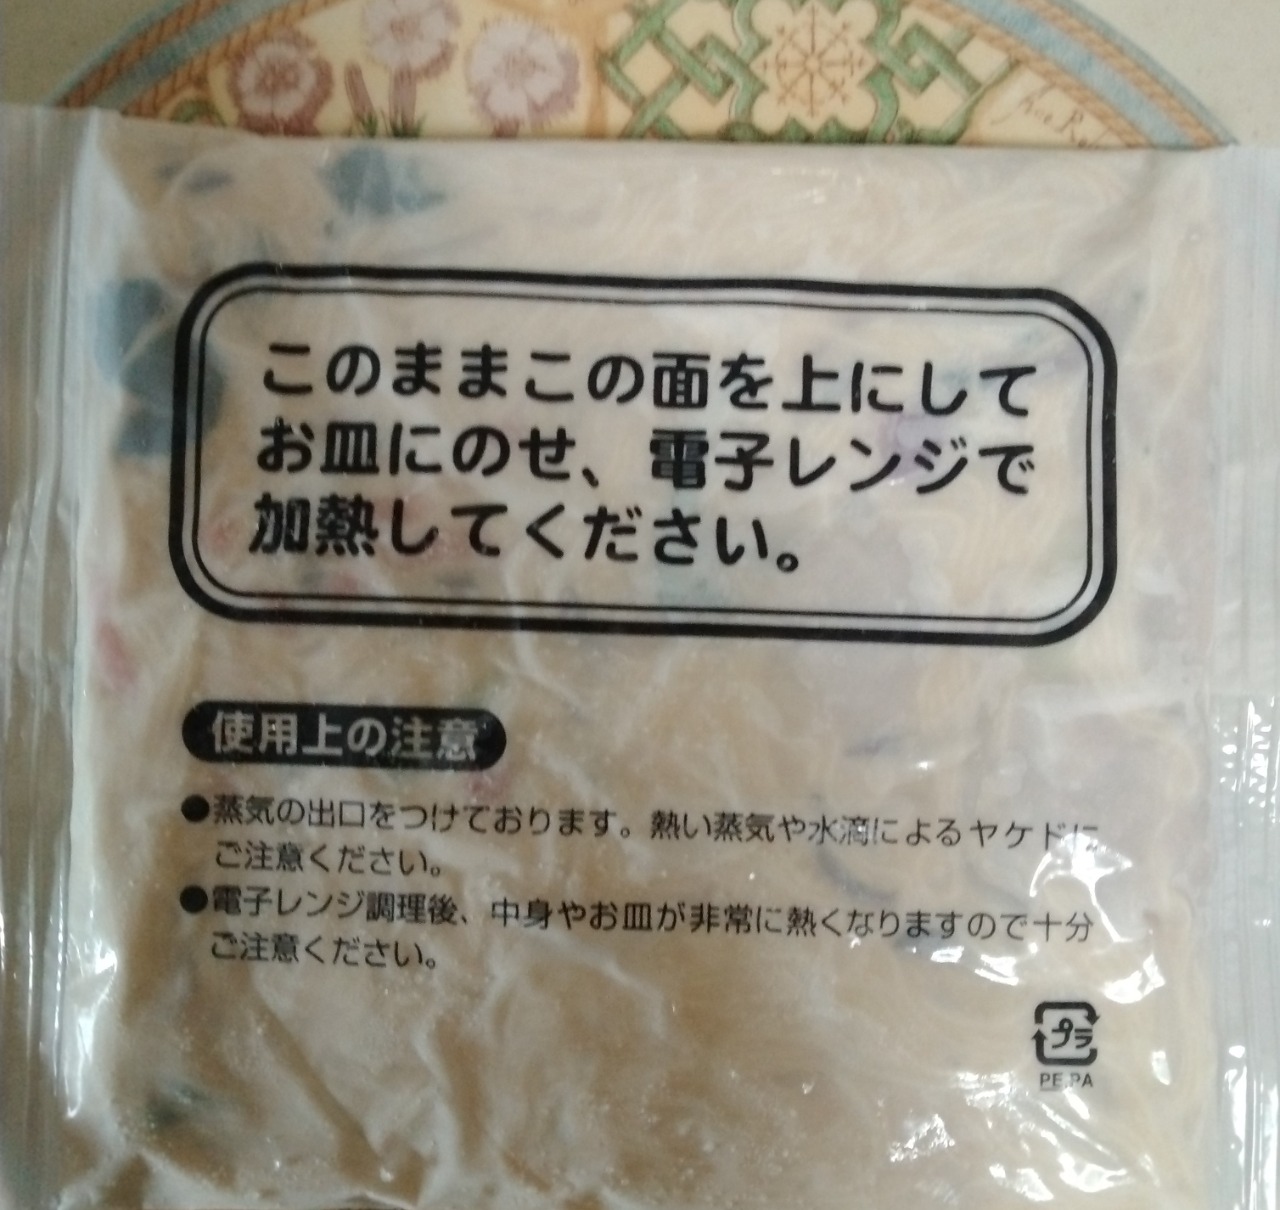 このままこの面を上にして
お皿にのせ、電子レンジで
加熱してください。
使用上の注意
●蒸気の出口をつけております。熱い蒸気や水滴によるヤケドに
ご注意ください。
●電子レンジ調理後、中身やお皿が非常に熱くなりますので十分
ご注意ください。
プラ
PE,PA